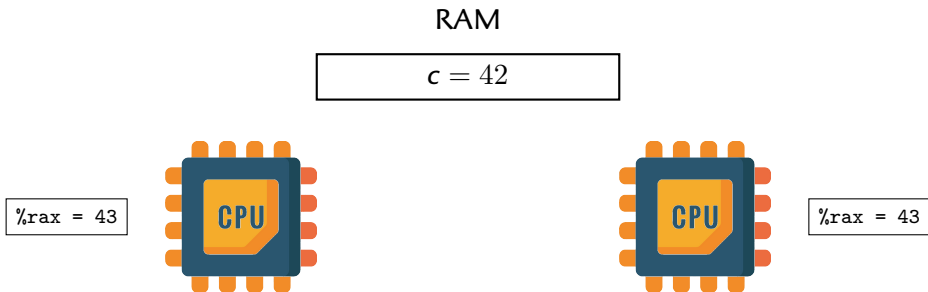 RAM
c = 42
%rax = 43
CPU
CPU
%rax = 43